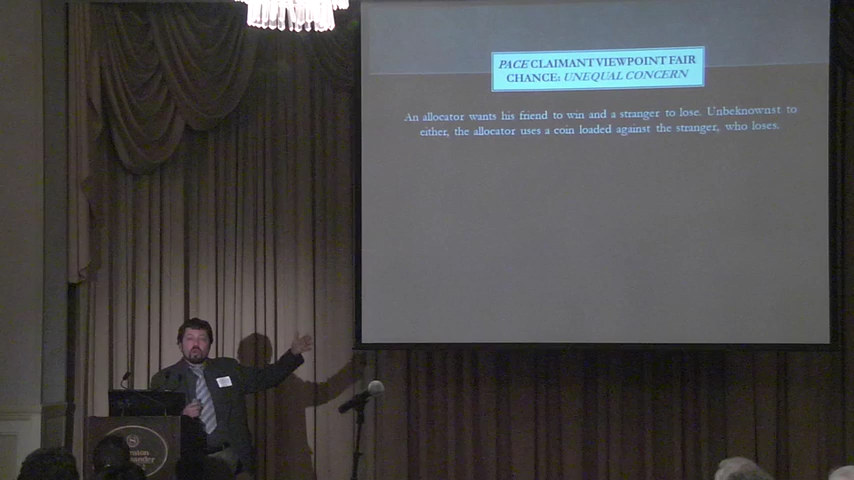 PACE CLAIMANT VIEWPOINT FAIR
CHANCE: UNEQUAL CONCERN
An allocator wants his friend to win and a stranger to lose. Unbeknownst to
either, the allocator uses a coin loaded against the stranger, who loses.